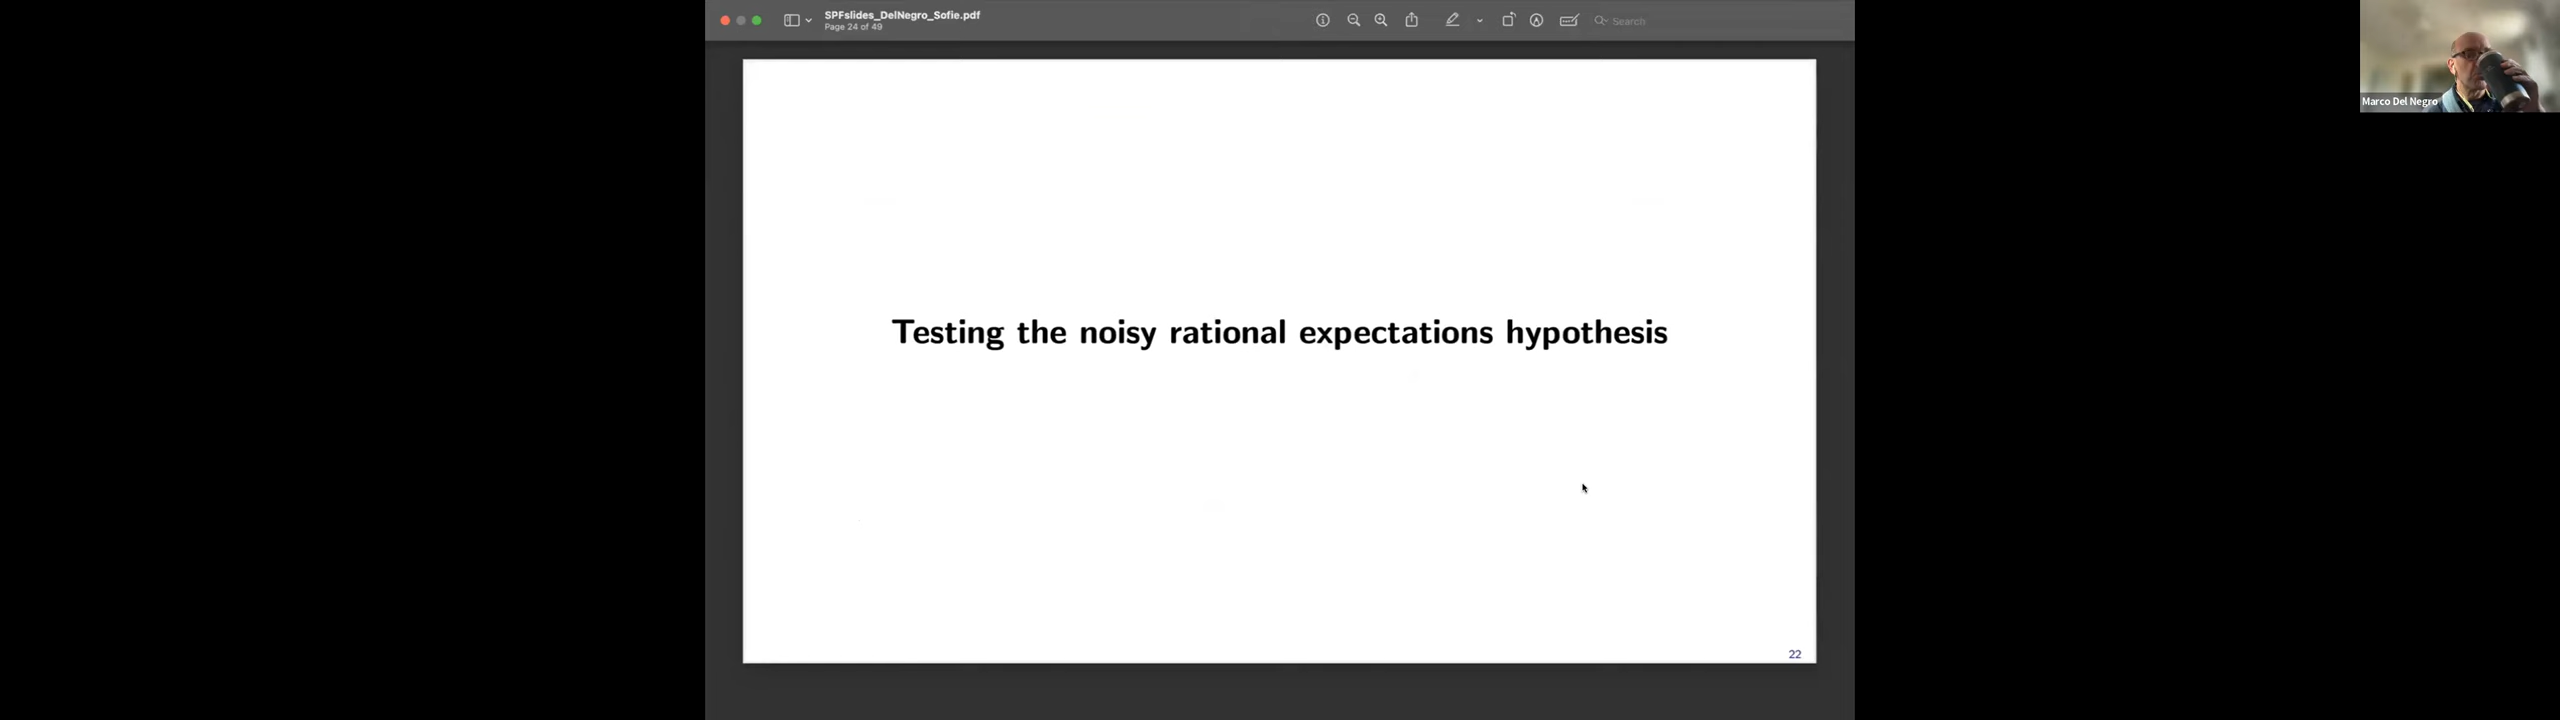 SPFslides_DelNegro_Sofie.pdf
Page 24 of 49
Search
Marco Del Negro
Testing the noisy rational expectations hypothesis
22